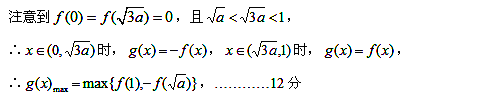 注意到 f(0)=f(√3a)=0，且 √a<√3a<1，
∴ x∈(0,√3a) 时，g(x)=-f(x)，x∈(√3a,1) 时，g(x)=f(x)，
∴ g(x)max=max{f(1),-f(√a)}，…………12 分